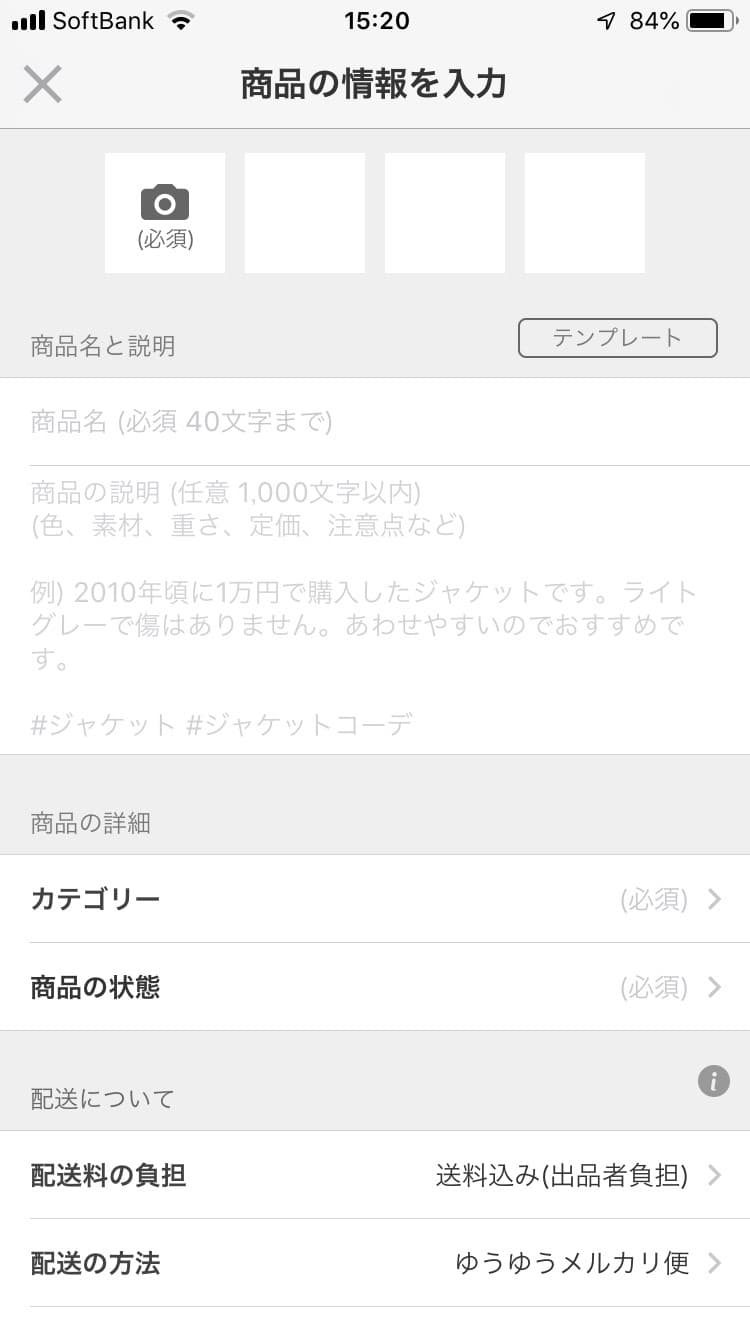 SoftBank 15:20 84%
商品の情報を入力
(必須)
商品名と説明 テンプレート
商品名 (必須 40文字まで)
商品の説明 (任意 1,000文字以内)
(色、素材、重さ、定価、注意点など)
例) 2010年頃に1万円で購入したジャケットです。ライト
グレーで傷はありません。あわせやすいのでおすすめで
す。
#ジャケット #ジャケットコーデ
商品の詳細
カテゴリー (必須)
商品の状態 (必須)
配送について
配送料の負担 送料込み(出品者負担)
配送の方法 ゆうゆうメルカリ便